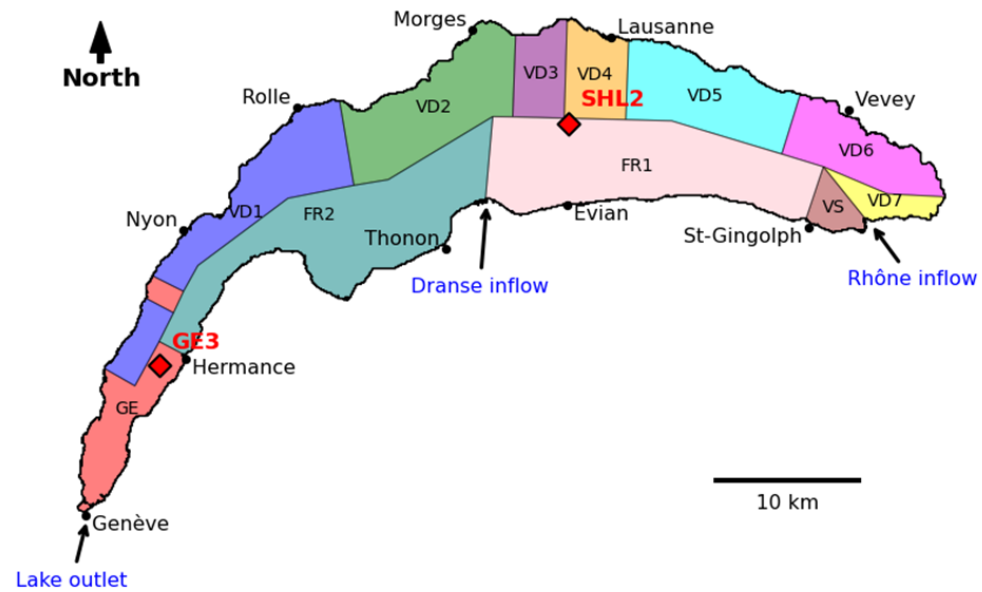 Morges
Lausanne
North
VD3
VD4
SHL2
VD5
Rolle
VD2
Vevey
VD6
FR1
Nyon
VD1
FR2
VS
VD7
Evian
Thonon
St-Gingolph
Dranse inflow
Rhône inflow
GE3
Hermance
GE
10 km
Genève
Lake outlet